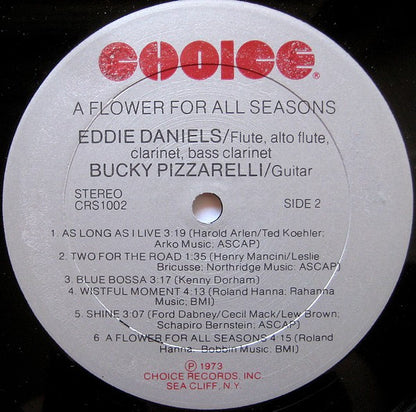 CHOICE®
A FLOWER FOR ALL SEASONS
EDDIE DANIELS/Flute, alto flute,
clarinet, bass clarinet
BUCKY PIZZARELLI/Guitar
STEREO
CRS1002
SIDE 2
1. AS LONG AS I LIVE 3:19 (Harold Arlen/Ted Koehler;
Arko Music; ASCAP)
2. TWO FOR THE ROAD 1:35 (Henry Mancini/Leslie
Bricusse; Northridge Music; ASCAP)
3. BLUE BOSSA 3:17 (Kenny Dorham)
4. WISTFUL MOMENT 4:13 (Roland Hanna; Rahanna
Music; BMI)
5. SHINE 3:07 (Ford Dabney/Cecil Mack/Lew Brown;
Schapiro Bernstein; ASCAP)
6 A FLOWER FOR ALL SEASONS 4:15 (Roland
Hanna; Bobbin Music; BMI)
℗ 1973
CHOICE RECORDS, INC.
SEA CLIFF, N.Y.